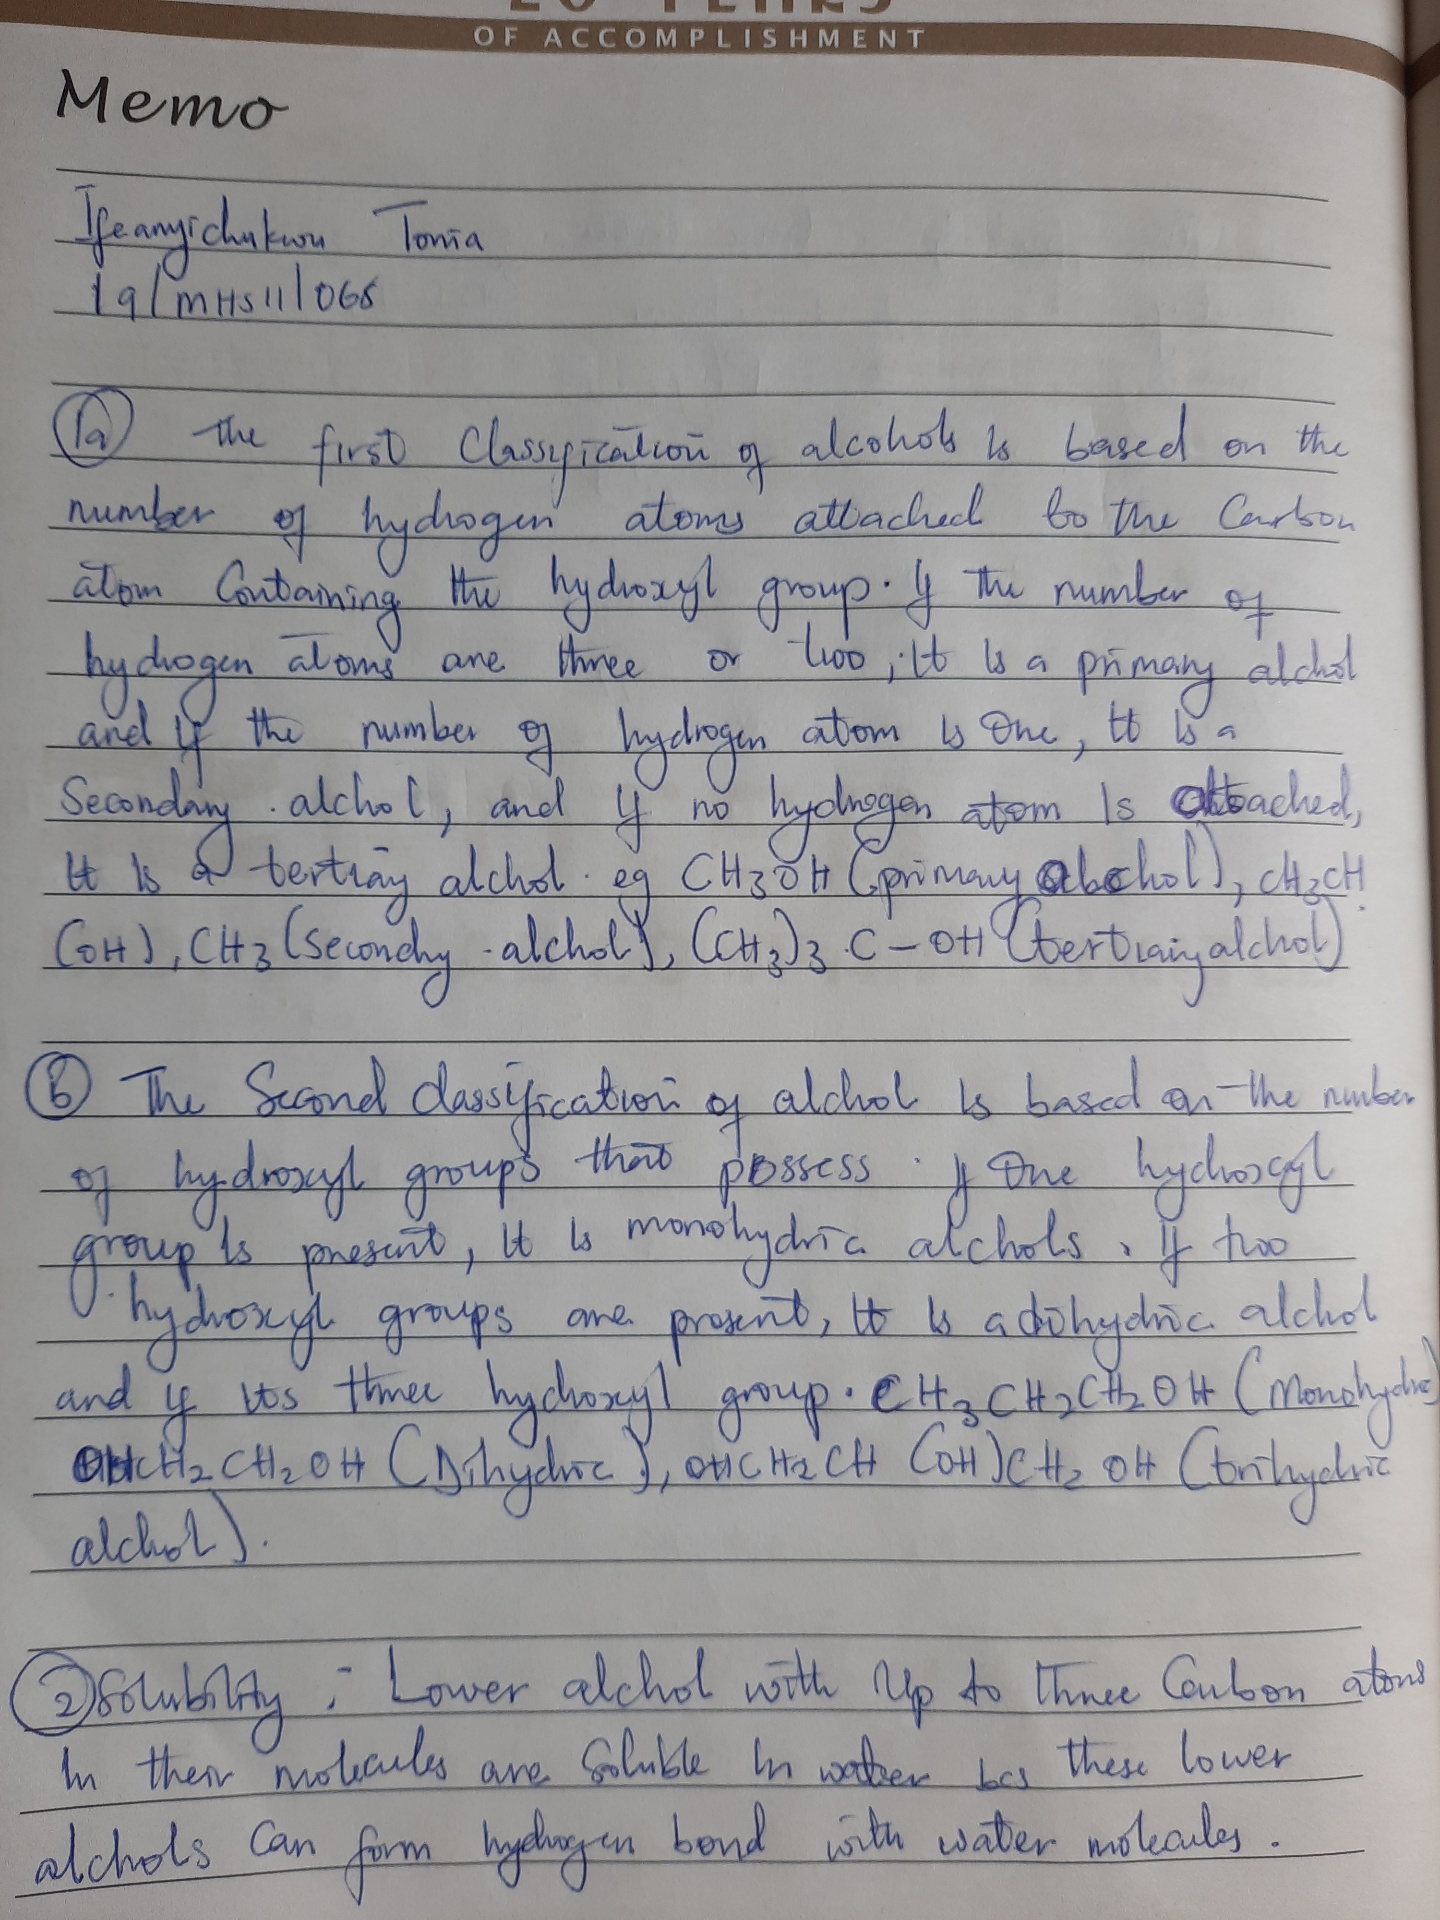 OF ACCOMPLISHMENT
Memo
Ifeanyichukwu Tonia
19/MHS11/065
1a The first Classification of alcohols is based on the
number of hydrogen atoms attached to the Carbon
atom Containing the hydroxyl group. If the number of
hydrogen atoms are three or two, it is a primary alchol
and if the number of hydrogen atom is One, it is a
Secondary alchol, and if no hydrogen atom is attached,
It is a tertiay alchol. eg CH3OH (primary alcohol), CH3CH
(OH), CH3 (Secondy alchol), (CH3)3 C-OH (tertiary alchol)
b The Second classification of alchol is based on the number
of hydroxyl groups that possess. If One hydroxyl
group is present, it is monohydric alchols. If two
hydroxyl groups are present, it is a dihydric alchol
and if its three hydroxyl group. CH3CH2CH2OH (Monohydric)
OHCH2CH2OH (Dihydric), OHCH2CH(OH)CH2OH (trihydric
alchol).
2 Solubility: Lower alchol with Up to three Carbon atoms
In their molecules are Soluble In water bcs these lower
alchols Can form hydrogen bond with water molecules.